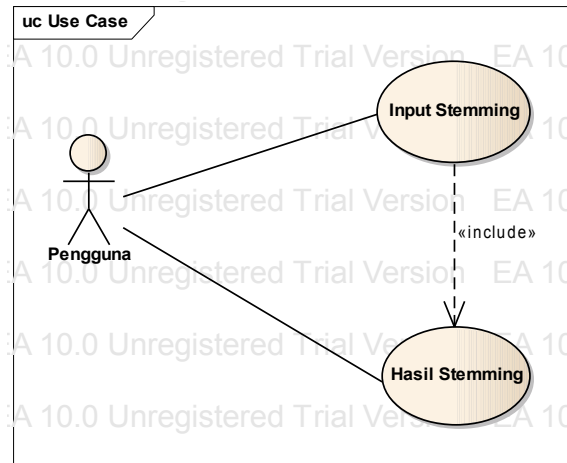 uc Use Case
EA 10.0 Unregistered Trial Version EA 10
Input Stemming
EA 10.0 Unregistered Trial Ver EA 10
EA 10.0 Unregistered Trial Version EA 10
«include»
Pengguna
EA 10.0 Unregistered Trial Version EA 10
EA 10.0 Unregistered Trial Ve EA 10
Hasil Stemming
EA 10.0 Unregistered Trial Version EA 10